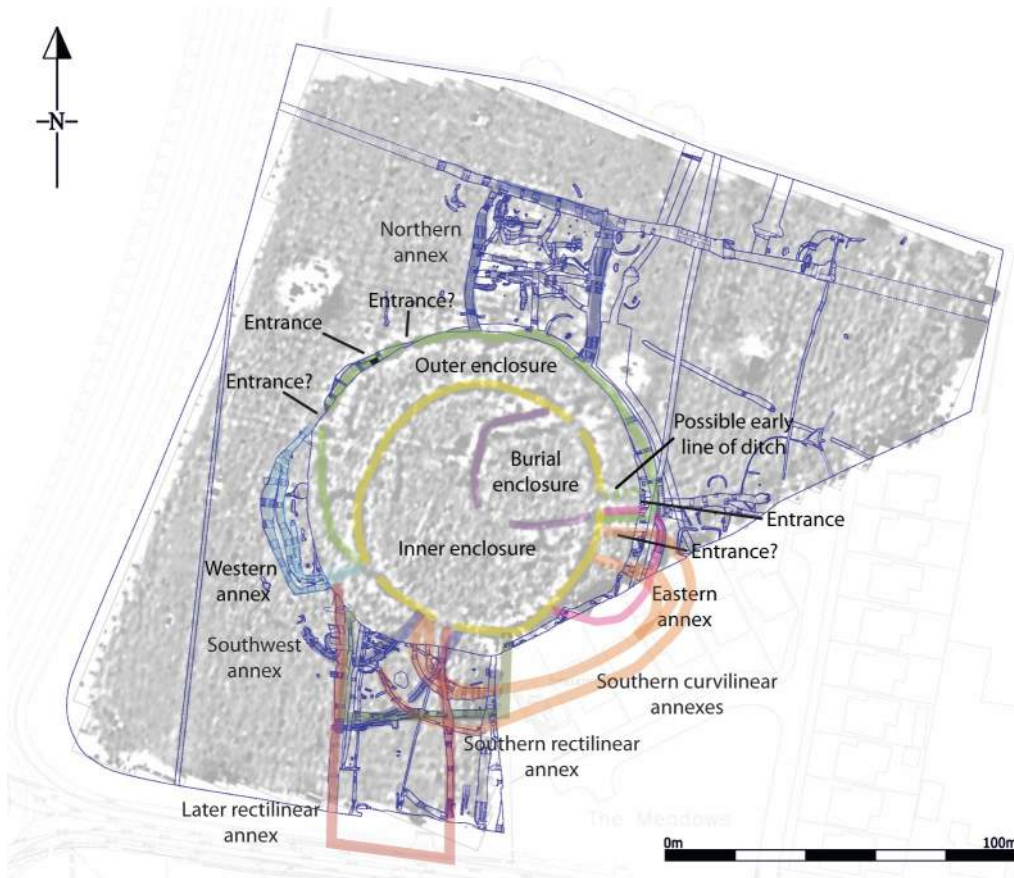 N
Northern
annex
Entrance?
Entrance
Outer enclosure
Entrance?
Possible early
line of ditch
Burial
enclosure
Entrance
Inner enclosure
Entrance?
Western
annex
Eastern
annex
Southwest
annex
Southern curvilinear
annexes
Southern rectilinear
annex
Later rectilinear
annex
The Meadows
0m
100m